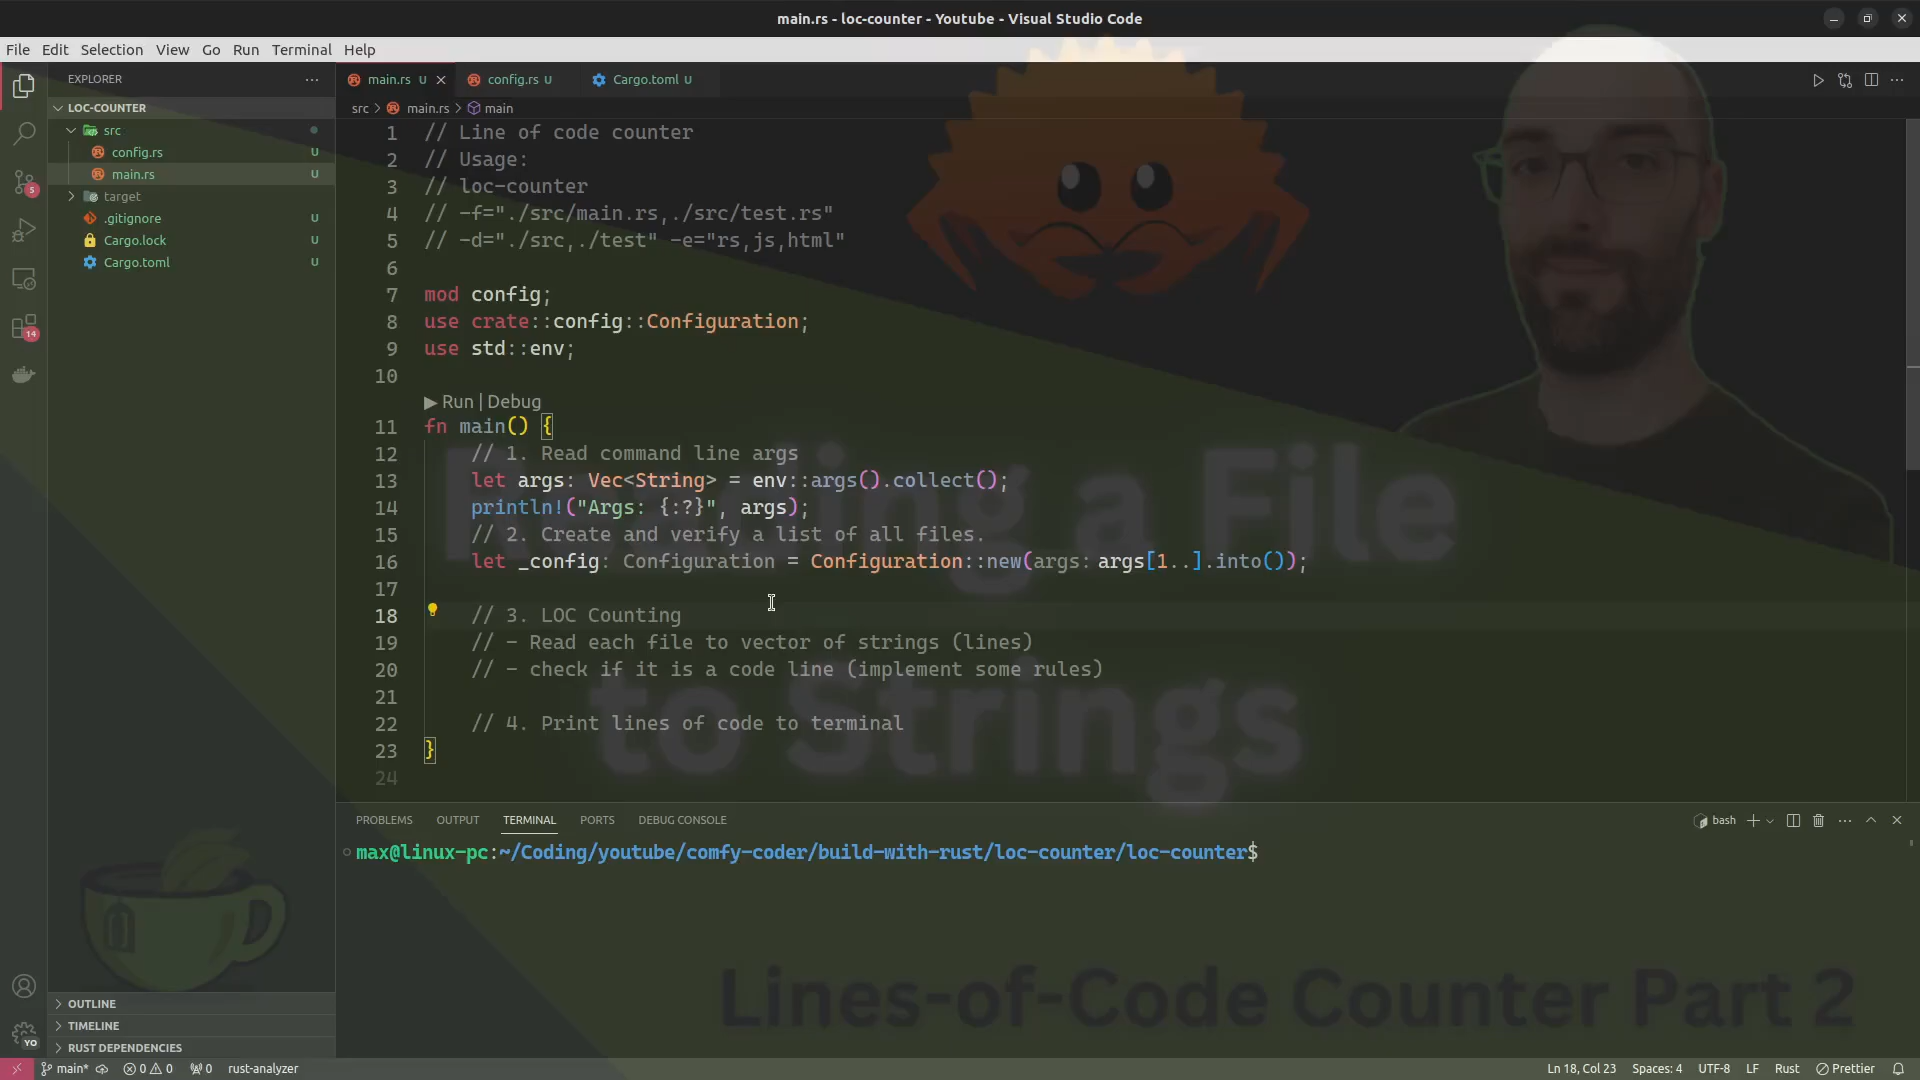 main.rs - loc-counter - Youtube - Visual Studio Code
File Edit Selection View Go Run Terminal Help
EXPLORER
main.rs U
config.rs U
Cargo.toml U
LOC-COUNTER
src > main.rs > main
src
config.rs U
main.rs U
target
.gitignore U
Cargo.lock U
Cargo.toml U
5
14
1 // Line of code counter
2 // Usage:
3 // loc-counter
4 // -f="./src/main.rs,./src/test.rs"
5 // -d="./src,./test" -e="rs,js,html"
6
7 mod config;
8 use crate::config::Configuration;
9 use std::env;
10
▶ Run | Debug
11 fn main() {
12 // 1. Read command line args
13 let args: Vec<String> = env::args().collect();
14 println!("Args: {:?}", args);
15 // 2. Create and verify a list of all files.
16 let _config: Configuration = Configuration::new(args: args[1..].into());
17
18 // 3. LOC Counting
19 // - Read each file to vector of strings (lines)
20 // - check if it is a code line (implement some rules)
21
22 // 4. Print lines of code to terminal
23 }
24
Reading a File
to Strings
PROBLEMS OUTPUT TERMINAL PORTS DEBUG CONSOLE
bash
max@linux-pc:~/Coding/youtube/comfy-coder/build-with-rust/loc-counter/loc-counter$
Lines-of-Code Counter Part 2
OUTLINE
TIMELINE
RUST DEPENDENCIES
YO
main* 0 0 0 rust-analyzer
Ln 18, Col 23 Spaces: 4 UTF-8 LF Rust Prettier